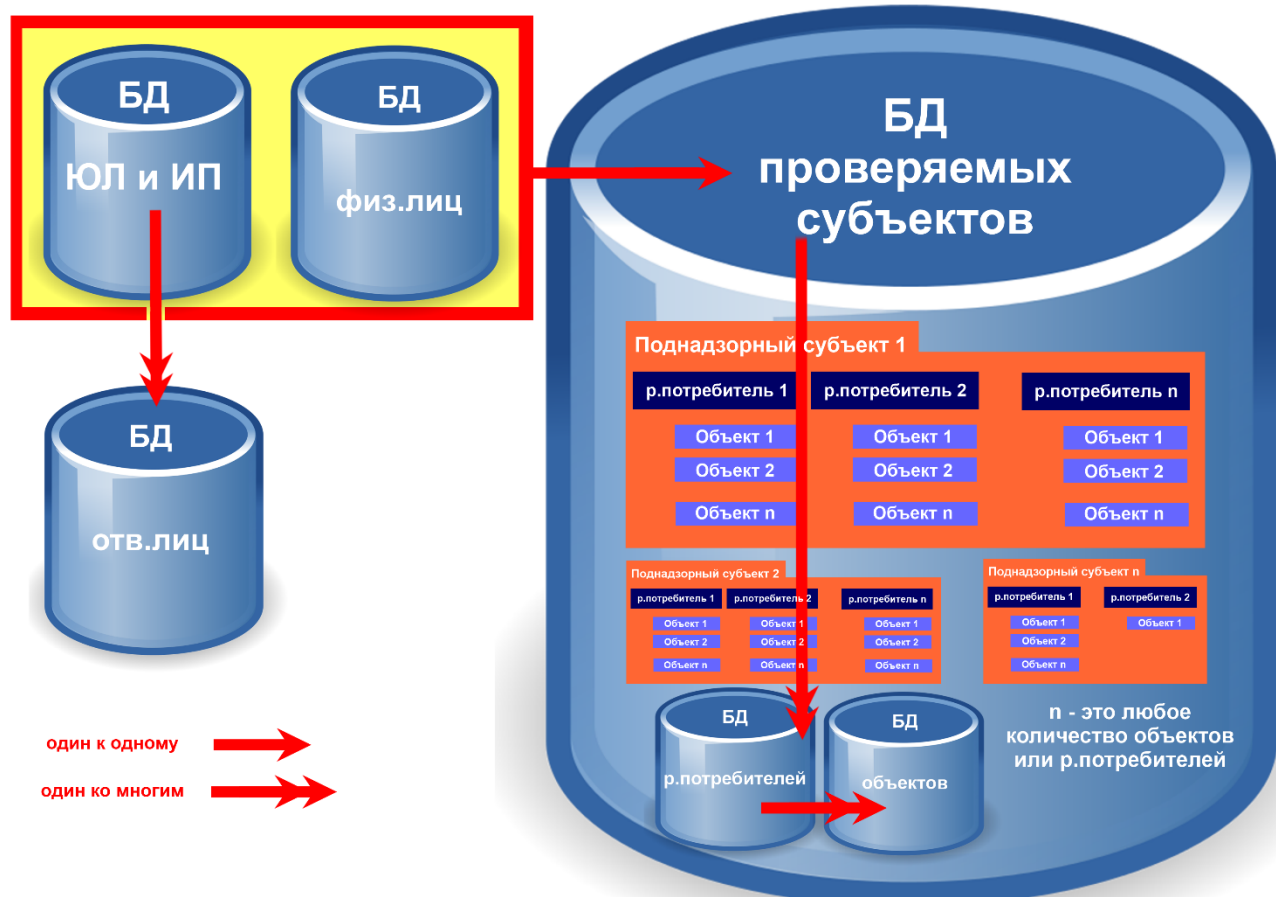 БД
ЮЛ и ИП
БД
физ.лиц
БД
отв.лиц
один к одному
один ко многим
БД
проверяемых
субъектов
Поднадзорный субъект 1
р.потребитель 1
р.потребитель 2
р.потребитель n
Объект 1
Объект 1
Объект 1
Объект 2
Объект 2
Объект 2
Объект n
Объект n
Объект n
Поднадзорный субъект 2
р.потребитель 1
р.потребитель 2
р.потребитель n
Объект 1
Объект 1
Объект 1
Объект 2
Объект 2
Объект 2
Объект n
Объект n
Объект n
Поднадзорный субъект n
р.потребитель 1
р.потребитель 2
Объект 1
Объект 1
Объект 2
Объект n
БД
р.потребителей
БД
объектов
n - это любое
количество объектов
или р.потребителей